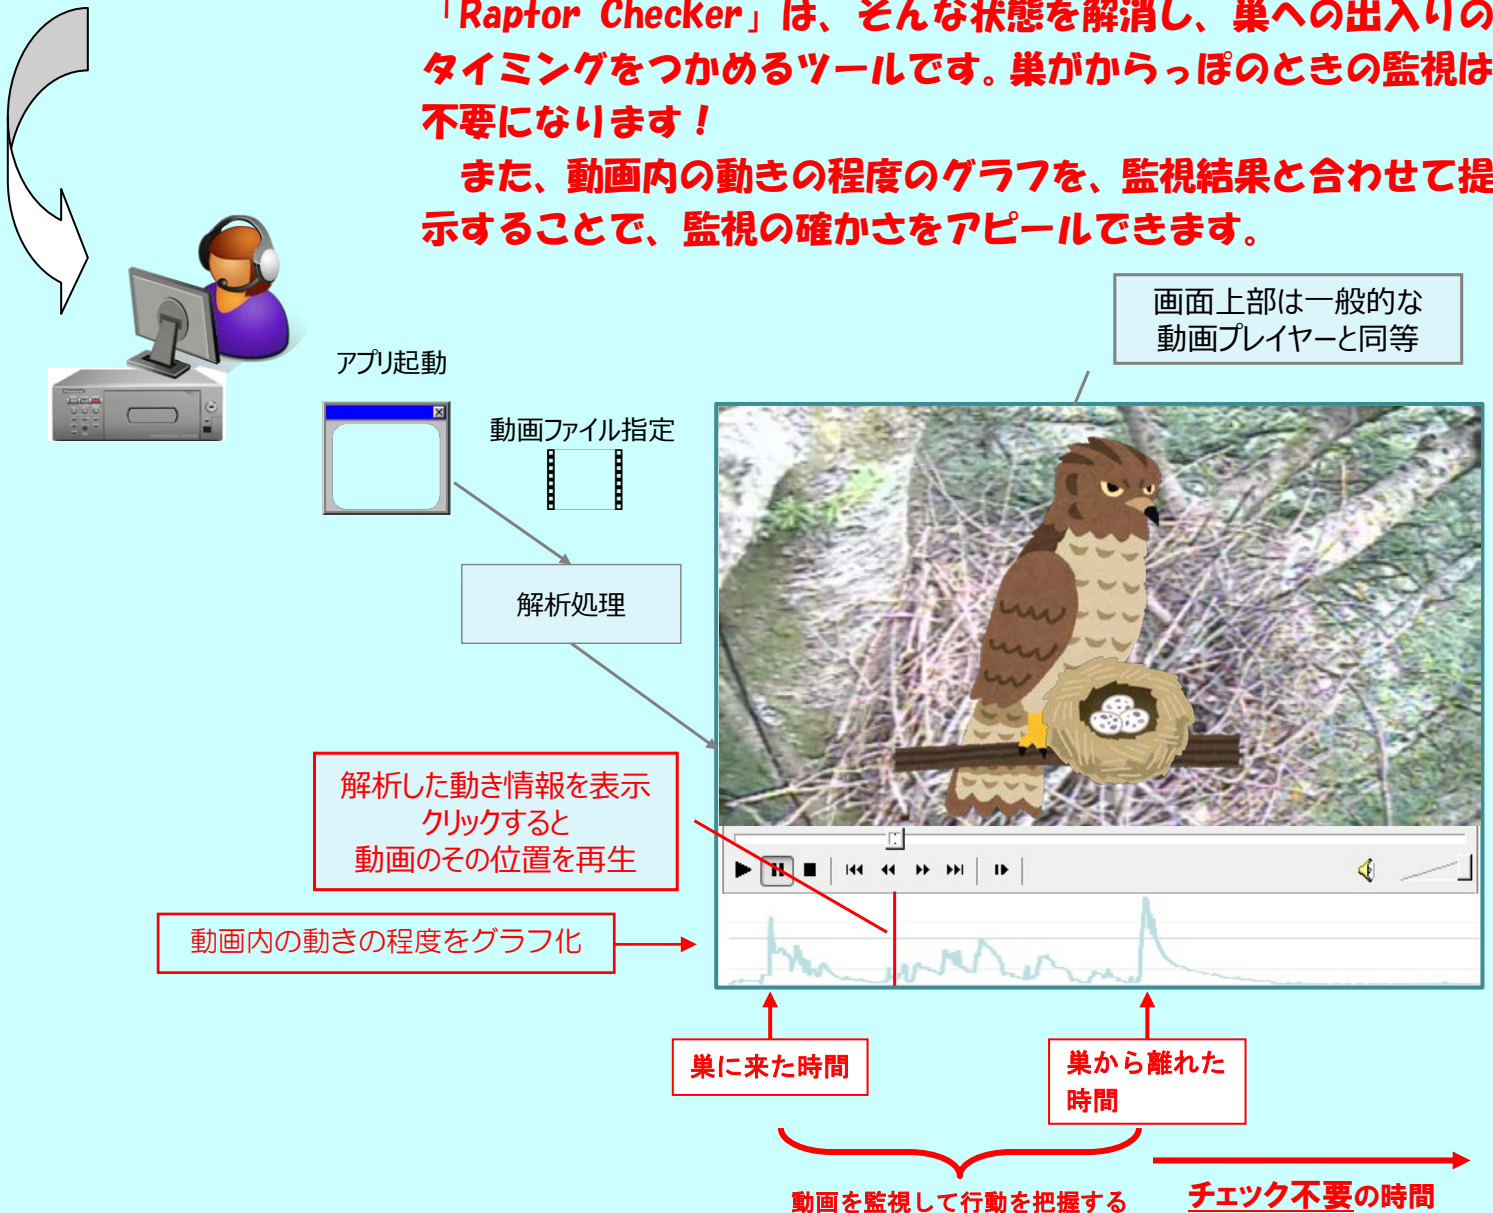 「Raptor Checker」は、そんな状態を解消し、巣への出入りの
タイミングをつかめるツールです。巣がからっぽのときの監視は
不要になります！
また、動画内の動きの程度のグラフを、監視結果と合わせて提
示することで、監視の確かさをアピールできます。
画面上部は一般的な
動画プレイヤーと同等
アプリ起動
動画ファイル指定
解析処理
解析した動き情報を表示
クリックすると
動画のその位置を再生
動画内の動きの程度をグラフ化
巣に来た時間
巣から離れた
時間
動画を監視して行動を把握する
チェック不要の時間